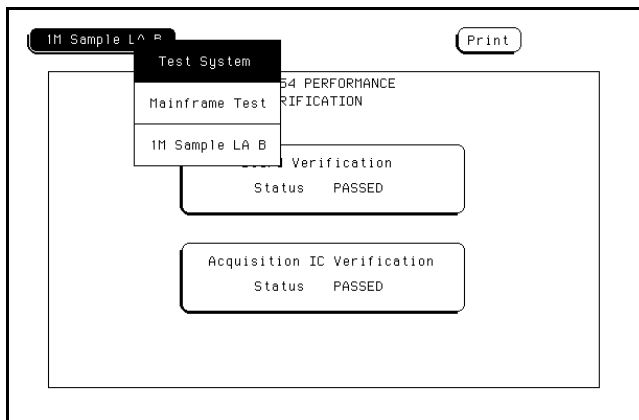 1M Sample LA B
Print
Test System
Mainframe Test
1M Sample LA B
54 PERFORMANCE
RIFICATION
Verification
Status PASSED
Acquisition IC Verification
Status PASSED